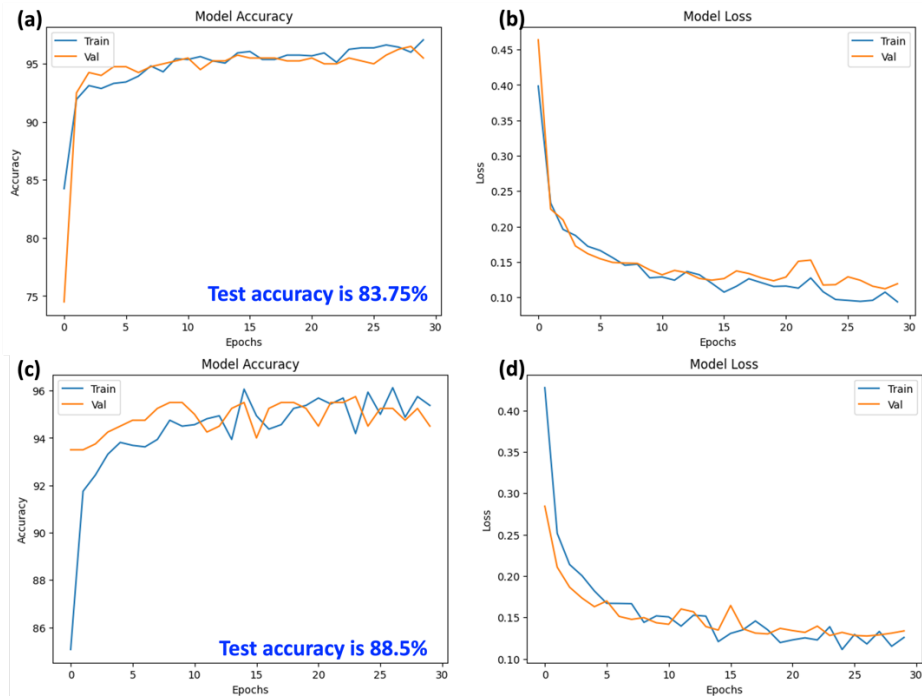 (a)
Model Accuracy
Train
Val
95
90
85
80
75
Accuracy
0 5 10 15 20 25 30
Epochs
Test accuracy is 83.75%
(b)
Model Loss
Train
Val
0.45
0.40
0.35
0.30
0.25
0.20
0.15
0.10
Loss
0 5 10 15 20 25 30
Epochs
(c)
Model Accuracy
Train
Val
96
94
92
90
88
86
Accuracy
0 5 10 15 20 25 30
Epochs
Test accuracy is 88.5%
(d)
Model Loss
Train
Val
0.40
0.35
0.30
0.25
0.20
0.15
0.10
Loss
0 5 10 15 20 25 30
Epochs